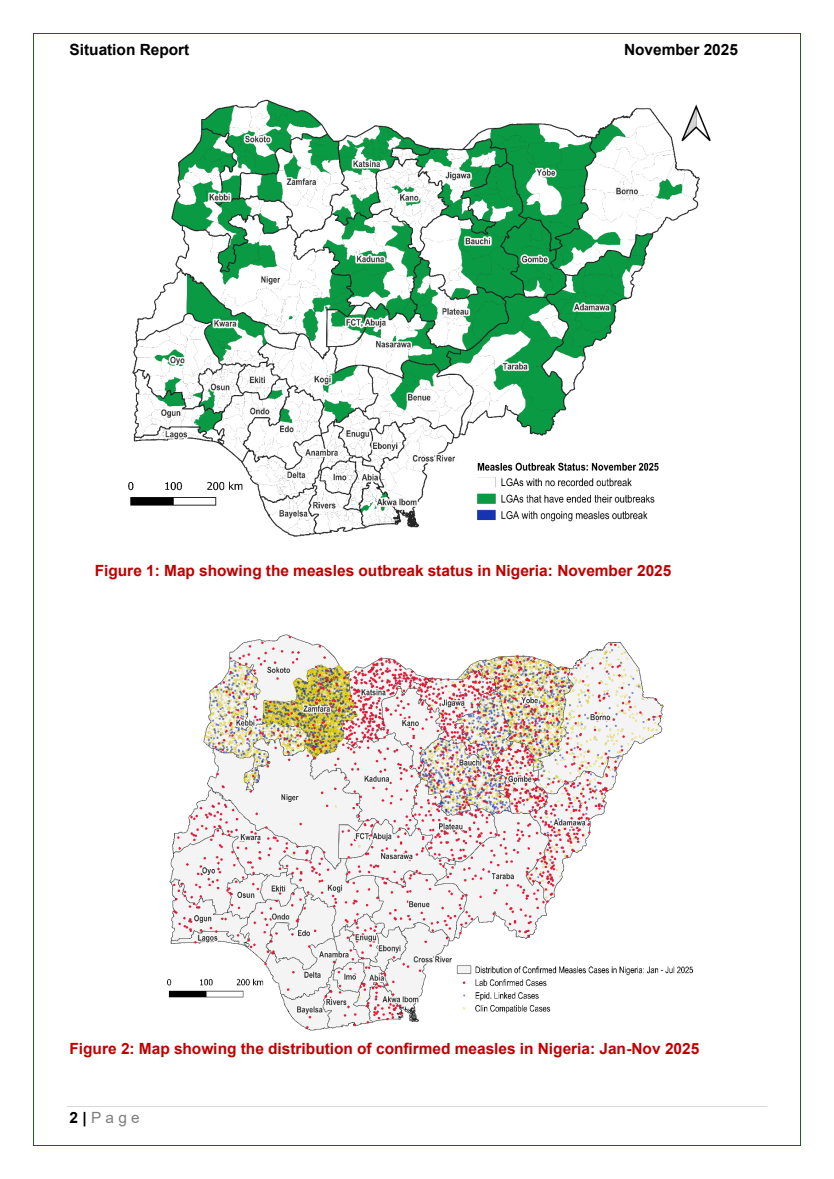 Situation Report November 2025
Sokoto
Katsina
Zamfara
Jigawa
Yobe
Kebbi
Kano
Borno
Bauchi
Kaduna
Gombe
Niger
Adamawa
Plateau
Kwara
FCT, Abuja
Nasarawa
Oyo
Taraba
Osun
Ekiti
Kogi
Benue
Ogun
Ondo
Edo
Lagos
Enugu
Ebonyi
Anambra
Cross River
Delta
Imo
Abia
Rivers
Akwa Ibom
Bayelsa
0 100 200 km
Measles Outbreak Status: November 2025
LGAs with no recorded outbreak
LGAs that have ended their outbreaks
LGA with ongoing measles outbreak
Figure 1: Map showing the measles outbreak status in Nigeria: November 2025
Sokoto
Katsina
Zamfara
Jigawa
Yobe
Kebbi
Kano
Borno
Bauchi
Kaduna
Gombe
Niger
Adamawa
Plateau
Kwara
FCT, Abuja
Nasarawa
Oyo
Taraba
Osun
Ekiti
Kogi
Benue
Ogun
Ondo
Edo
Lagos
Enugu
Ebonyi
Anambra
Cross River
Delta
Imo
Abia
Rivers
Akwa Ibom
Bayelsa
0 100 200 km
Distribution of Confirmed Measles Cases in Nigeria: Jan - Jul 2025
Lab Confirmed Cases
Epid. Linked Cases
Clin Compatible Cases
Figure 2: Map showing the distribution of confirmed measles in Nigeria: Jan-Nov 2025
2 | Page